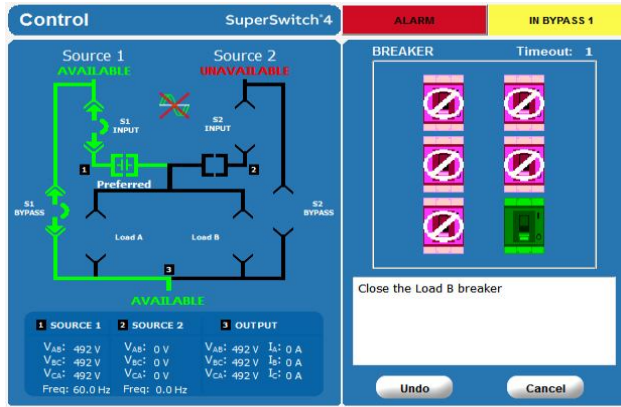 Control
SuperSwitch®4
ALARM
IN BYPASS 1
Source 1
AVAILABLE
Source 2
UNAVAILABLE
S1
INPUT
S2
INPUT
1
2
Preferred
S1
BYPASS
S2
BYPASS
Load A
Load B
3
AVAILABLE
1 SOURCE 1
VAB: 492 V
VBC: 492 V
VCA: 492 V
Freq: 60.0 Hz
2 SOURCE 2
VAB: 0 V
VBC: 0 V
VCA: 0 V
Freq: 0.0 Hz
3 OUTPUT
VAB: 492 V IA: 0 A
VBC: 492 V IB: 0 A
VCA: 492 V IC: 0 A
BREAKER
Timeout: 1
I
O
Close the Load B breaker
Undo
Cancel